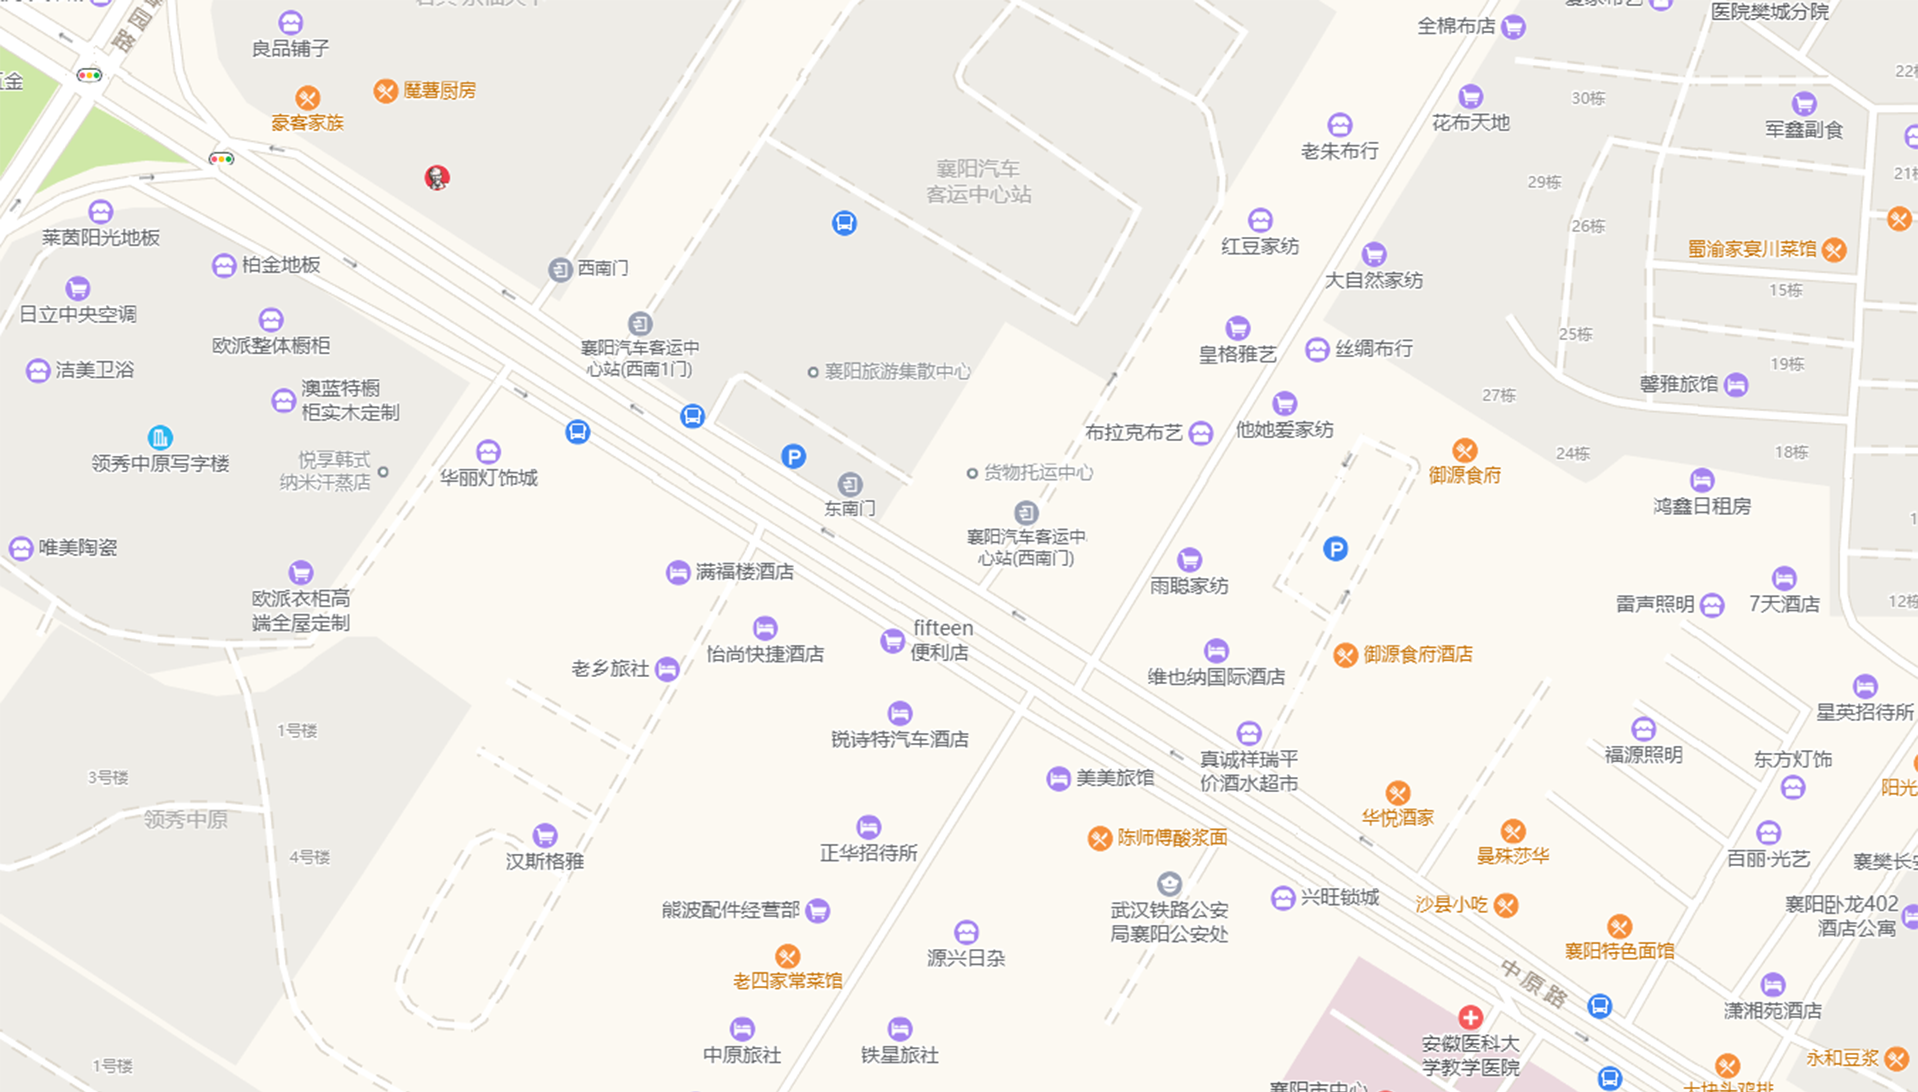 全棉布店
医院樊城分院
良品铺子
魔薯厨房
豪客家族
30栋
花布天地
军鑫副食
老朱布行
襄阳汽车
客运中心站
29栋
26栋
莱茵阳光地板
柏金地板
西南门
红豆家纺
大自然家纺
蜀渝家宴川菜馆
15栋
日立中央空调
欧派整体橱柜
襄阳汽车客运中
心站(西南1门)
皇格雅艺
丝绸布行
25栋
19栋
洁美卫浴
澳蓝特橱
柜实木定制
襄阳旅游集散中心
27栋
馨雅旅馆
布拉克布艺
他她爱家纺
领秀中原写字楼
悦享韩式
纳米汗蒸店
华丽灯饰城
货物托运中心
御源食府
24栋
18栋
东南门
鸿鑫日租房
唯美陶瓷
襄阳汽车客运中
心站(西南门)
满福楼酒店
雨聪家纺
欧派衣柜高
端全屋定制
雷声照明
7天酒店
12栋
fifteen
便利店
怡尚快捷酒店
老乡旅社
维也纳国际酒店
御源食府酒店
星英招待所
1号楼
锐诗特汽车酒店
真诚祥瑞平
价酒水超市
福源照明
东方灯饰
3号楼
美美旅馆
阳光
领秀中原
华悦酒家
陈师傅酸浆面
曼殊莎华
4号楼
汉斯格雅
正华招待所
百丽·光艺
襄樊长安
熊波配件经营部
武汉铁路公安
局襄阳公安处
兴旺锁城
沙县小吃
襄阳卧龙402
酒店公寓
源兴日杂
襄阳特色面馆
老四家常菜馆
中原路
潇湘苑酒店
中原旅社
铁星旅社
安徽医科大
学教学医院
永和豆浆
1号楼
襄阳市中心
大块头鸡排